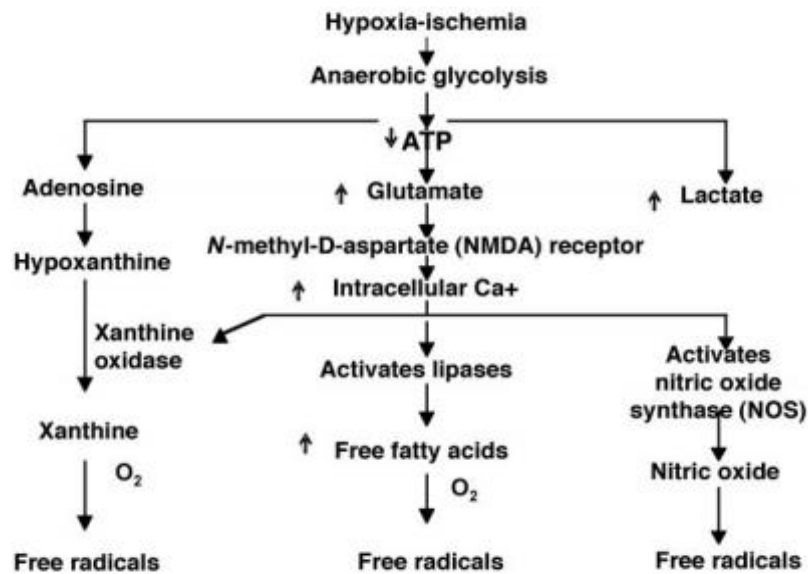 Hypoxia-ischemia
Anaerobic glycolysis
↓ATP
Adenosine
↑ Glutamate
↑ Lactate
N-methyl-D-aspartate (NMDA) receptor
Hypoxanthine
↑ Intracellular Ca+
Xanthine
oxidase
Activates lipases
Activates
nitric oxide
synthase (NOS)
Xanthine
↑ Free fatty acids
O₂
O₂
Nitric oxide
Free radicals
Free radicals
Free radicals